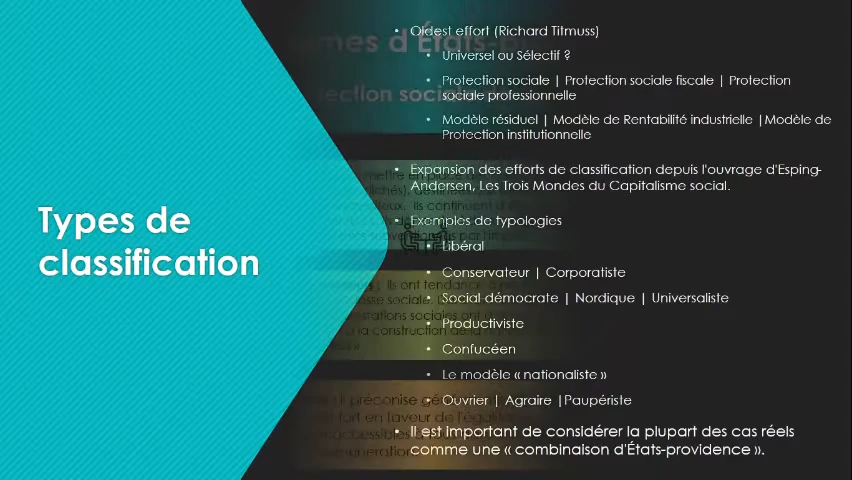 Types de
classification
Oldest effort (Richard Titmuss)
Universel ou Sélectif ?
Protection sociale | Protection sociale fiscale | Protection
sociale professionnelle
Modèle résiduel | Modèle de Rentabilité industrielle |Modèle de
Protection institutionnelle
Expansion des efforts de classification depuis l'ouvrage d'Esping-
Andersen, Les Trois Mondes du Capitalisme social.
Exemples de typologies
Libéral
Conservateur | Corporatiste
Social-démocrate | Nordique | Universaliste
Productiviste
Confucéen
Le modèle « nationaliste »
Ouvrier | Agraire |Paupériste
Il est important de considérer la plupart des cas réels
comme une « combinaison d'États-providence ».